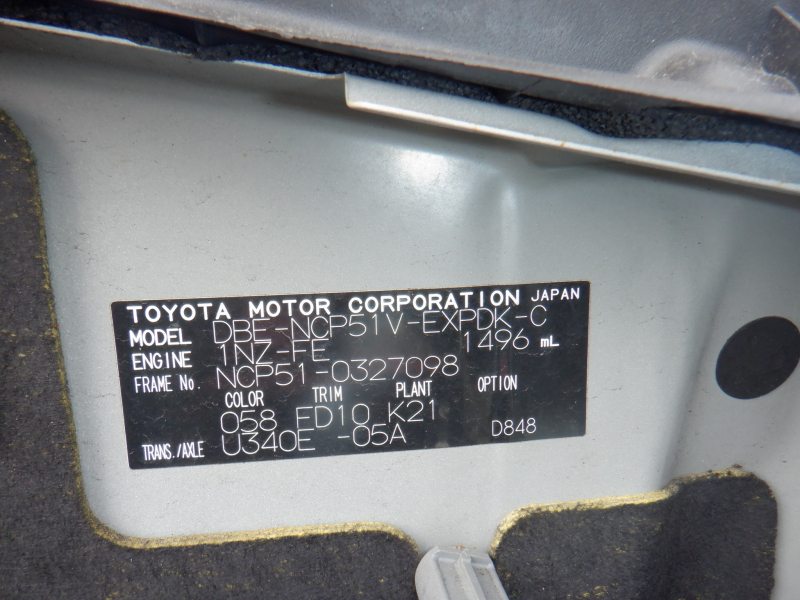 TOYOTA MOTOR CORPORATION JAPAN
MODEL DBE-NCP51V-EXPDK-C
ENGINE 1NZ-FE 1496 mL
FRAME No. NCP51-0327098
COLOR TRIM PLANT OPTION
058 FD10 K21
TRANS./AXLE U340E -05A D848